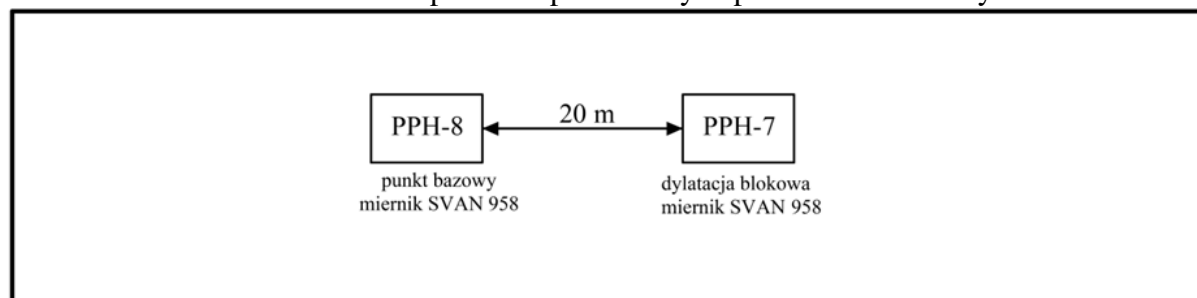 PPH-8
20 m
PPH-7
punkt bazowy
miernik SVAN 958
dylatacja blokowa
miernik SVAN 958